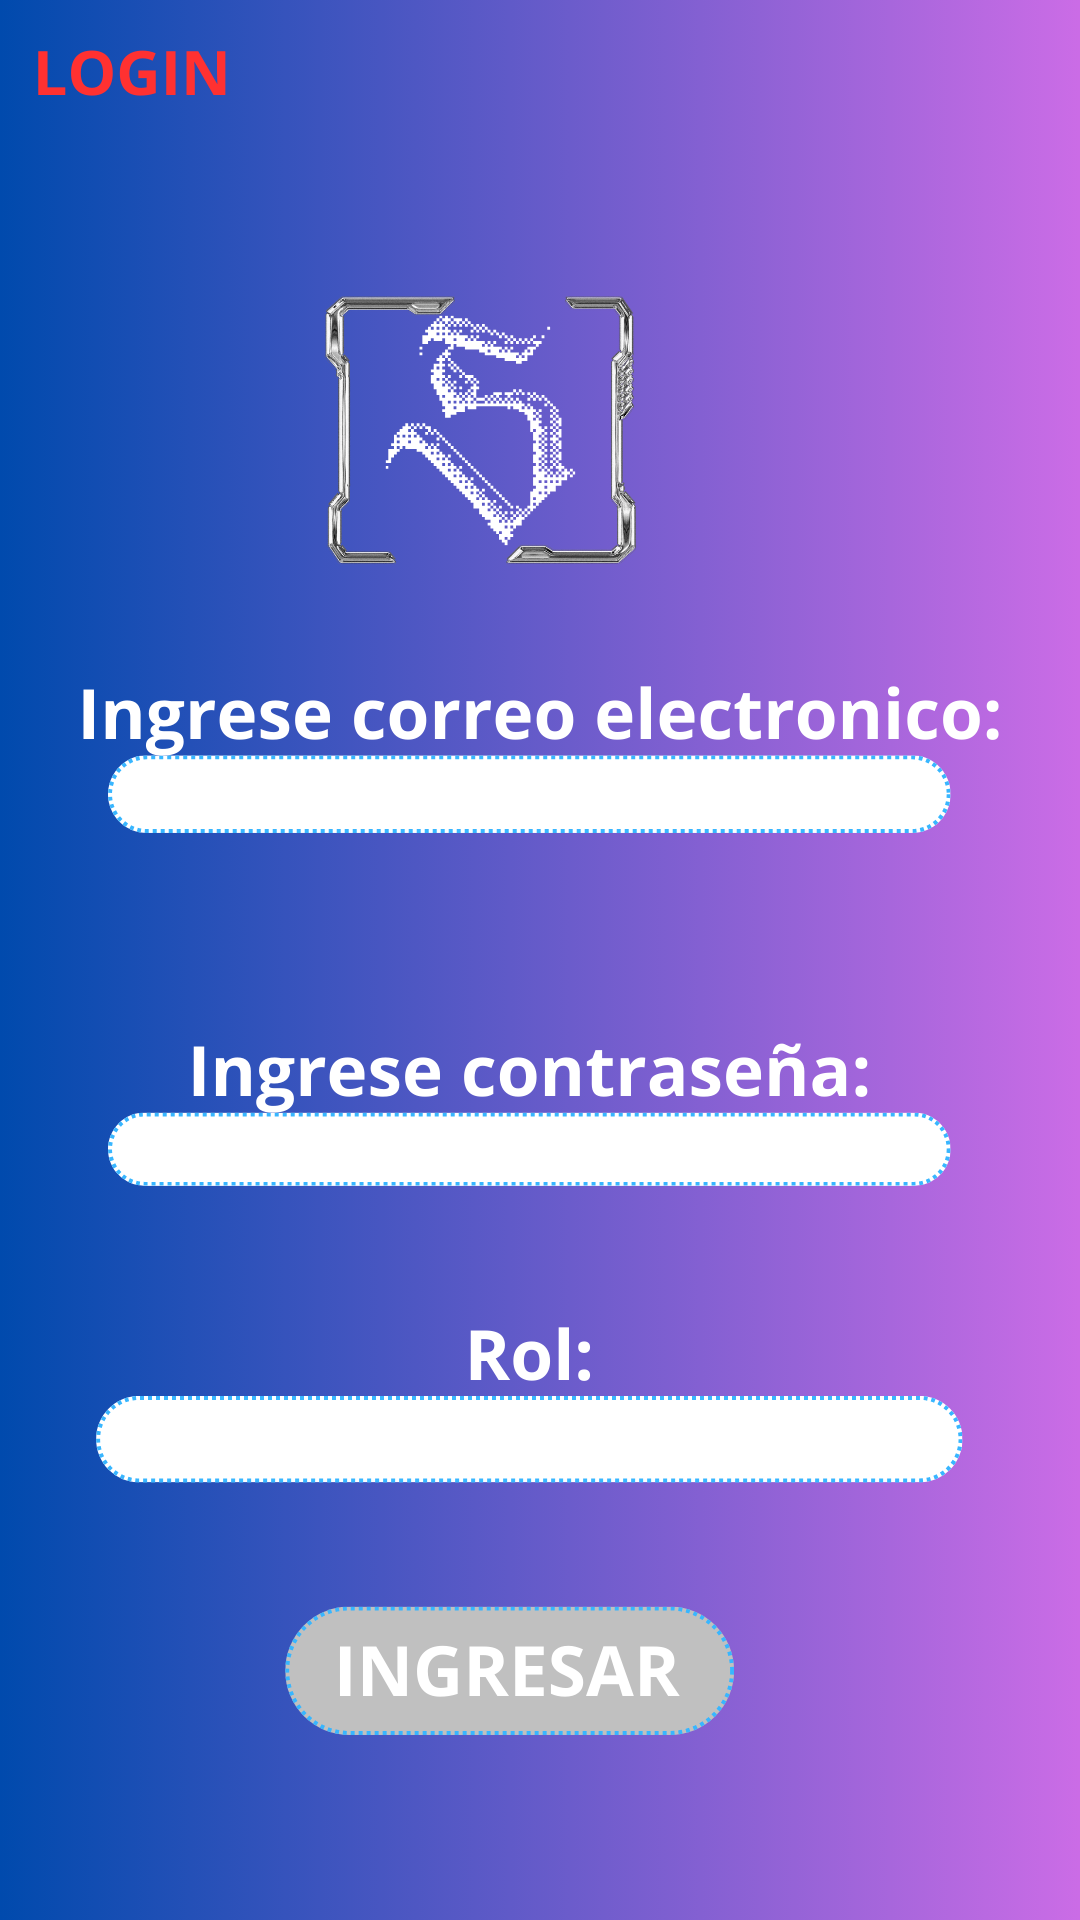 LOGIN
Ingrese correo electronico:
Ingrese contraseña:
Rol:
INGRESAR